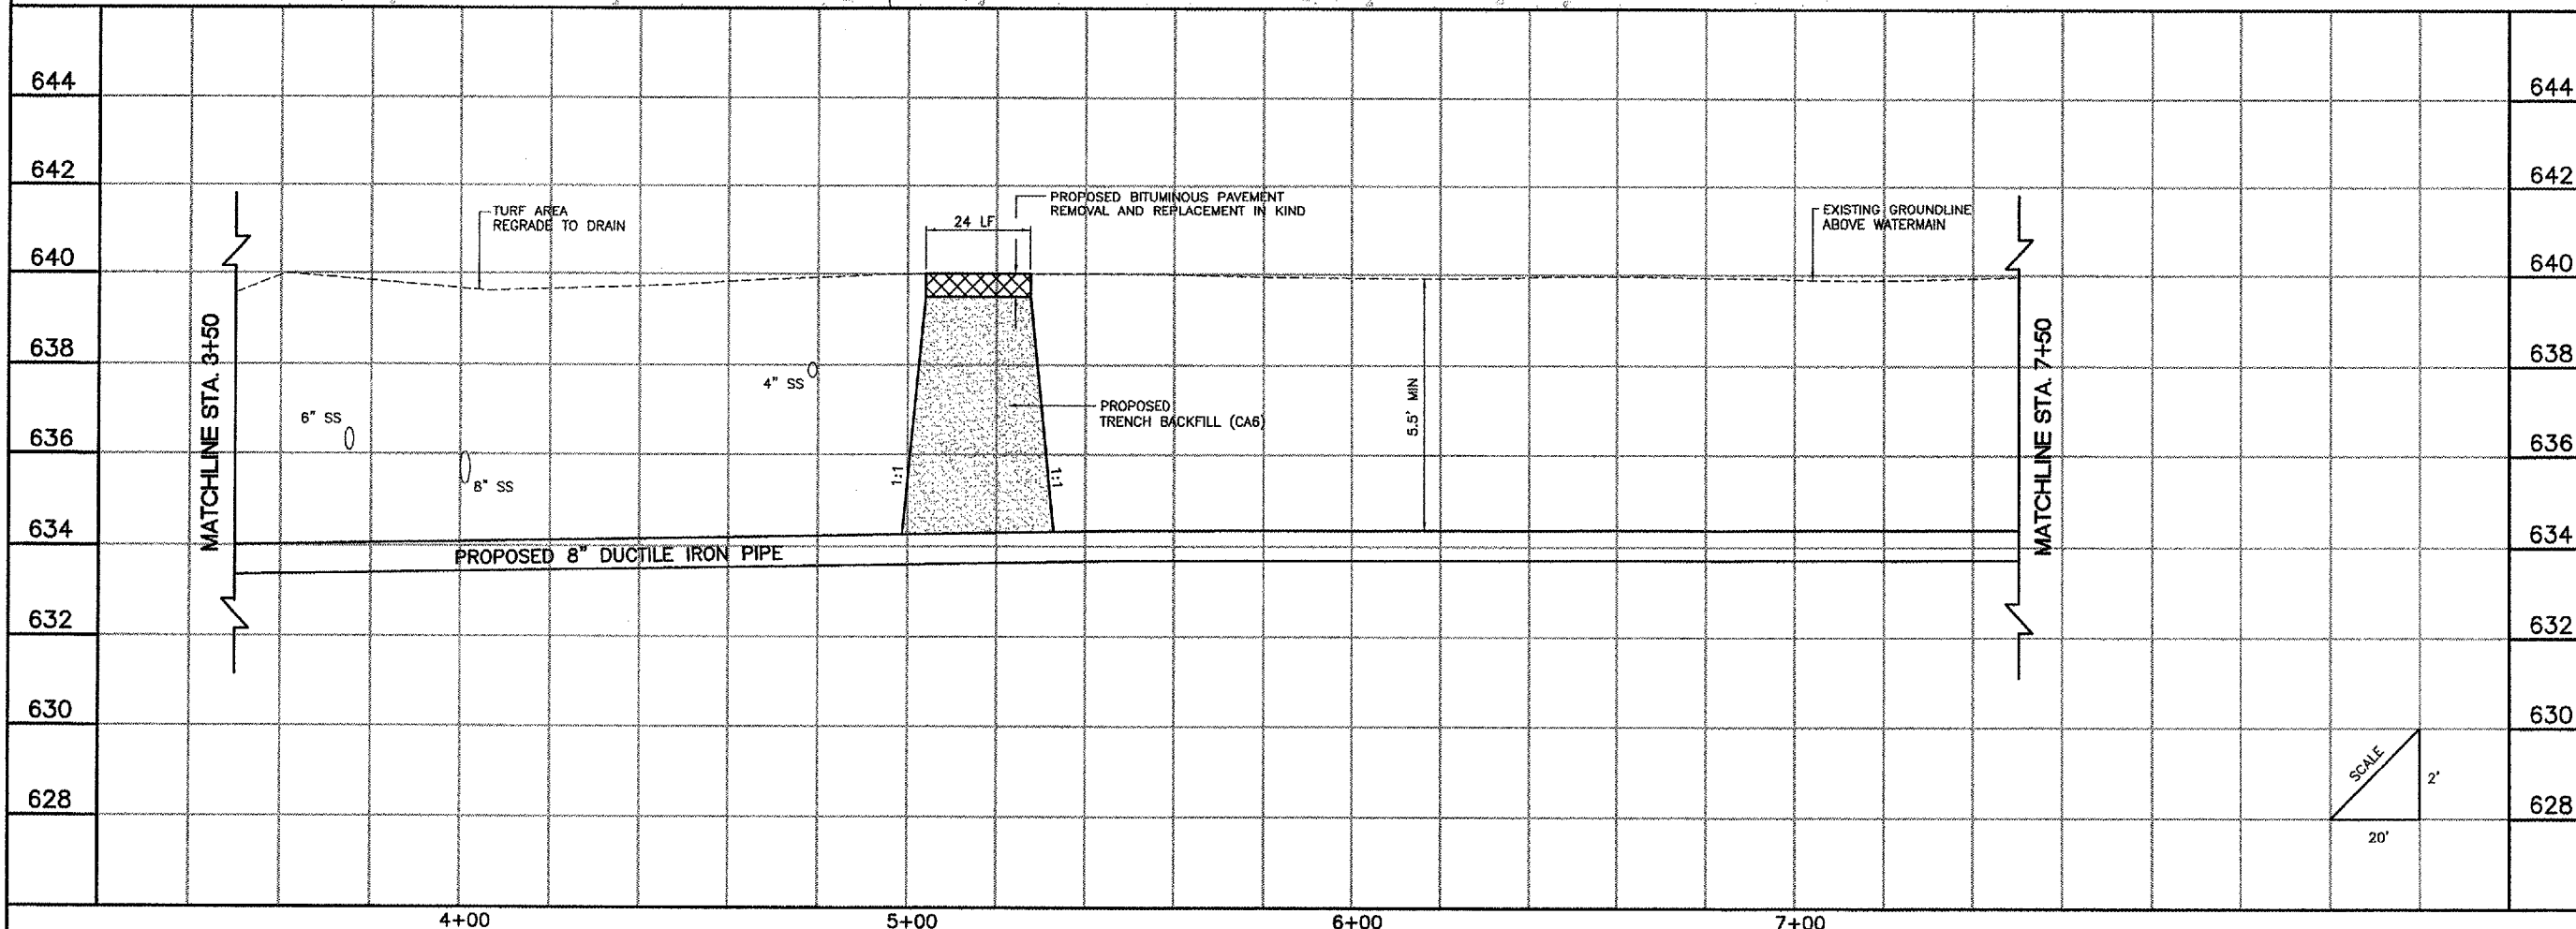 644
644
642
642
TURF AREA
REGRADE TO DRAIN
24 LF
PROPOSED BITUMINOUS PAVEMENT
REMOVAL AND REPLACEMENT IN KIND
EXISTING GROUNDLINE
ABOVE WATERMAIN
640
640
638
638
MATCHLINE STA. 3+50
6" SS
8" SS
4" SS
1:1
1:1
PROPOSED
TRENCH BACKFILL (CA6)
5.5' MIN
MATCHLINE STA. 7+50
636
636
634
634
PROPOSED 8" DUCTILE IRON PIPE
632
632
630
630
SCALE
2'
20'
628
628
4+00
5+00
6+00
7+00